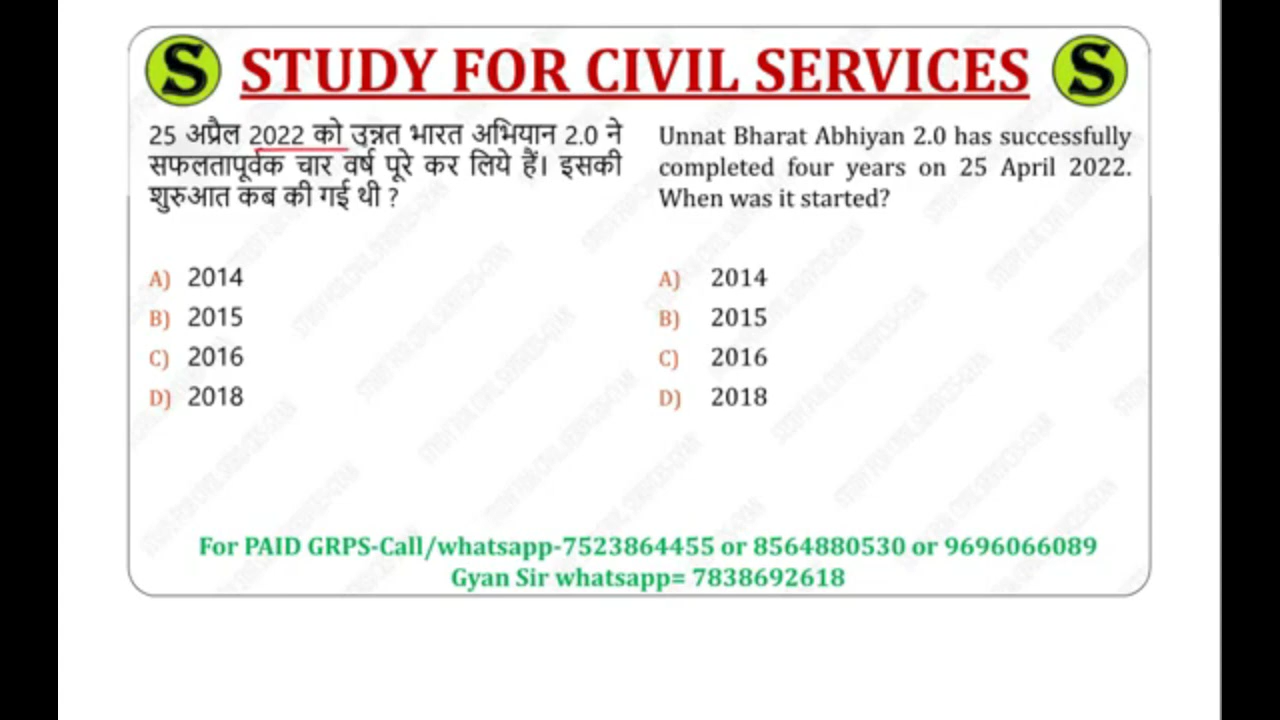 S STUDY FOR CIVIL SERVICES S
25 अप्रैल 2022 को उन्नत भारत अभियान 2.0 ने
सफलतापूर्वक चार वर्ष पूरे कर लिये हैं। इसकी
शुरुआत कब की गई थी ?
A) 2014
B) 2015
C) 2016
D) 2018
Unnat Bharat Abhiyan 2.0 has successfully
completed four years on 25 April 2022.
When was it started?
A) 2014
B) 2015
C) 2016
D) 2018
For PAID GRPS-Call/whatsapp-7523864455 or 8564880530 or 9696066089
Gyan Sir whatsapp= 7838692618